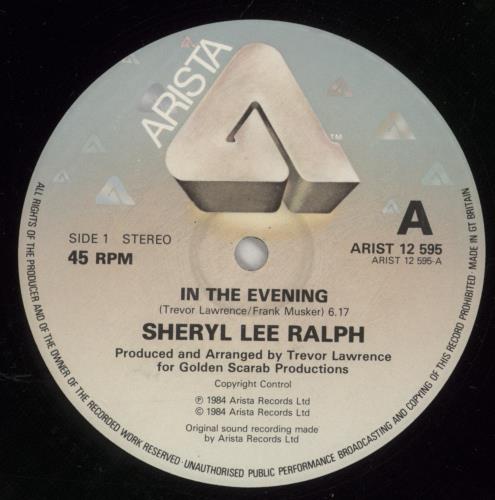 ARISTA
TM
A
SIDE 1 STEREO
45 RPM
ARIST 12 595
ARIST 12 595-A
IN THE EVENING
(Trevor Lawrence/Frank Musker) 6.17
SHERYL LEE RALPH
Produced and Arranged by Trevor Lawrence
for Golden Scarab Productions
Copyright Control
℗ 1984 Arista Records Ltd
© 1984 Arista Records Ltd
Original sound recording made
by Arista Records Ltd
ALL RIGHTS OF THE PRODUCER AND OF THE OWNER OF THE RECORDED WORK RESERVED·UNAUTHORISED PUBLIC PERFORMANCE BROADCASTING AND COPYING OF THIS RECORD PROHIBITED·MADE IN GT BRITAIN